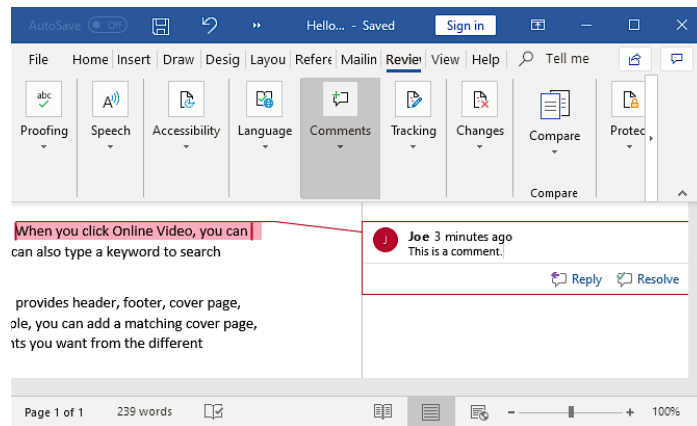 AutoSave Off Hello... - Saved Sign in
File Home Insert Draw Desig Layou Refere Mailin Review View Help Tell me
abc
Proofing Speech Accessibility Language Comments Tracking Changes Compare Protec
Compare
When you click Online Video, you can
can also type a keyword to search
provides header, footer, cover page,
ple, you can add a matching cover page,
nts you want from the different
J Joe 3 minutes ago
This is a comment.
Reply Resolve
Page 1 of 1 239 words 100%